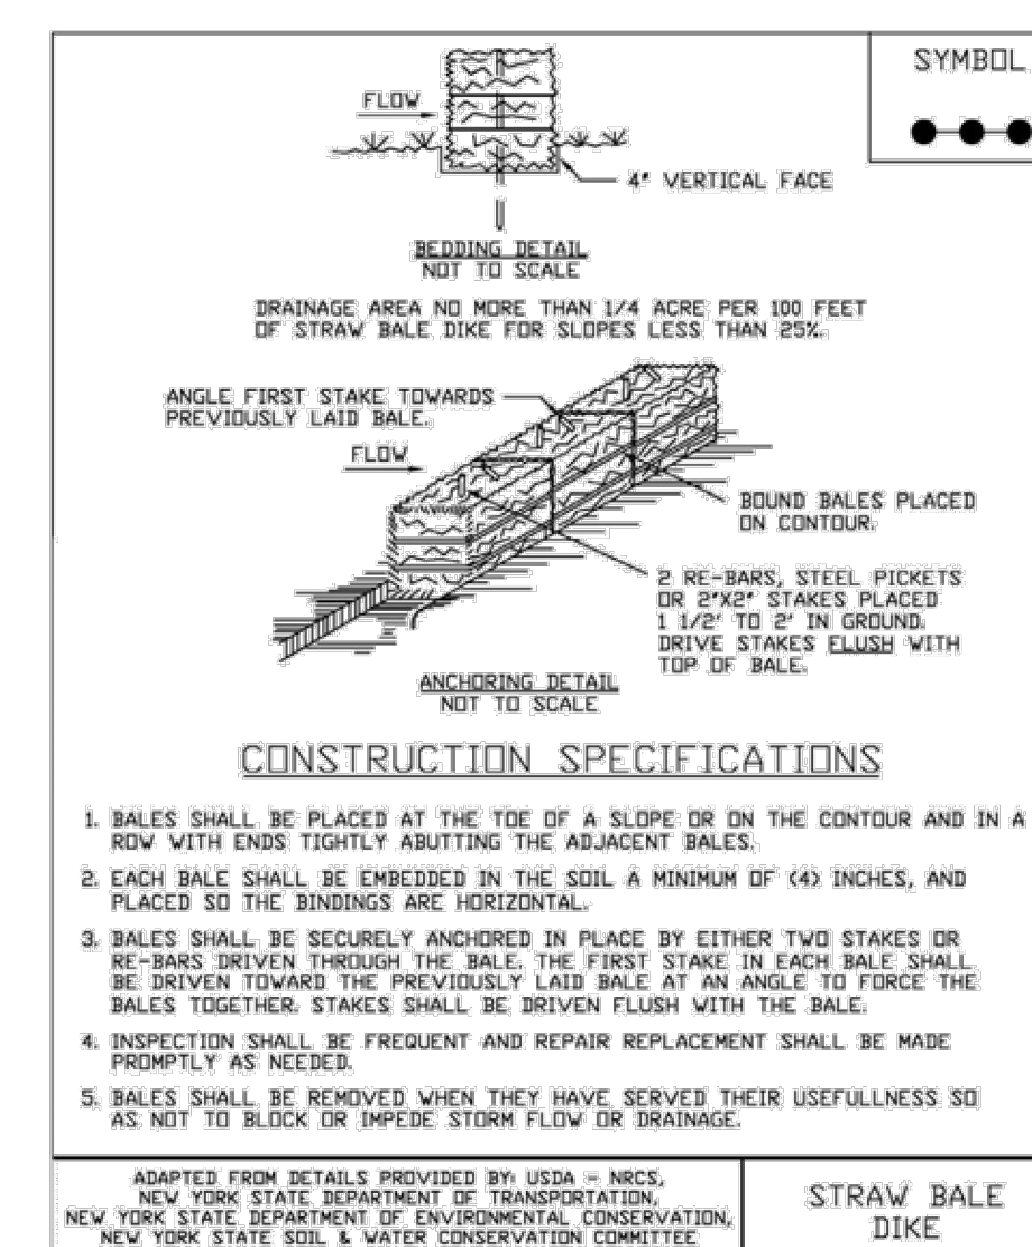 SYMBOL
FLOW
4" VERTICAL FACE
BEDDING DETAIL
NOT TO SCALE
DRAINAGE AREA NO MORE THAN 1/4 ACRE PER 100 FEET
OF STRAW BALE DIKE FOR SLOPES LESS THAN 25%.
ANGLE FIRST STAKE TOWARDS
PREVIOUSLY LAID BALE.
FLOW
BOUND BALES PLACED
ON CONTOUR.
2 RE-BARS, STEEL PICKETS
OR 2"X2" STAKES PLACED
1 1/2' TO 2' IN GROUND.
DRIVE STAKES FLUSH WITH
TOP OF BALE.
ANCHORING DETAIL
NOT TO SCALE
CONSTRUCTION SPECIFICATIONS
1. BALES SHALL BE PLACED AT THE TOE OF A SLOPE OR ON THE CONTOUR AND IN A
ROW WITH ENDS TIGHTLY ABUTTING THE ADJACENT BALES.
2. EACH BALE SHALL BE EMBEDDED IN THE SOIL A MINIMUM OF (4) INCHES, AND
PLACED SO THE BINDINGS ARE HORIZONTAL.
3. BALES SHALL BE SECURELY ANCHORED IN PLACE BY EITHER TWO STAKES OR
RE-BARS DRIVEN THROUGH THE BALE. THE FIRST STAKE IN EACH BALE SHALL
BE DRIVEN TOWARD THE PREVIOUSLY LAID BALE AT AN ANGLE TO FORCE THE
BALES TOGETHER. STAKES SHALL BE DRIVEN FLUSH WITH THE BALE.
4. INSPECTION SHALL BE FREQUENT AND REPAIR REPLACEMENT SHALL BE MADE
PROMPTLY AS NEEDED.
5. BALES SHALL BE REMOVED WHEN THEY HAVE SERVED THEIR USEFULLNESS SO
AS NOT TO BLOCK OR IMPEDE STORM FLOW OR DRAINAGE.
ADAPTED FROM DETAILS PROVIDED BY: USDA - NRCS,
NEW YORK STATE DEPARTMENT OF TRANSPORTATION,
NEW YORK STATE DEPARTMENT OF ENVIRONMENTAL CONSERVATION,
NEW YORK STATE SOIL & WATER CONSERVATION COMMITTEE
STRAW BALE
DIKE